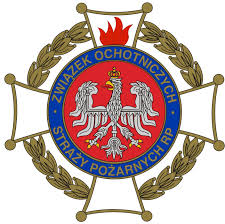 ZWIĄZEK OCHOTNICZYCH
STRAŻY POŻARNYCH RP